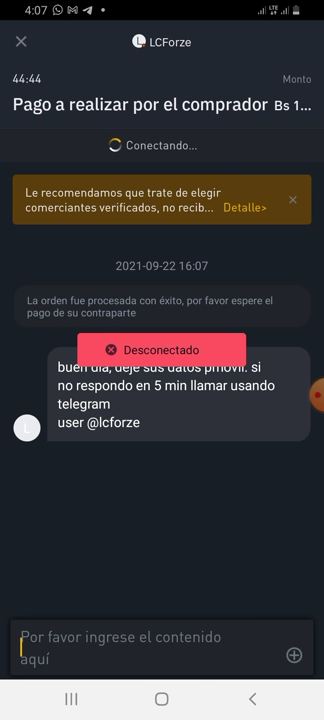 4:07
LCForze
44:44
Monto
Pago a realizar por el comprador Bs 1...
Conectando...
Le recomendamos que trate de elegir
comerciantes verificados, no recib... Detalle>
2021-09-22 16:07
La orden fue procesada con éxito, por favor espere el
pago de su contraparte
Desconectado
buen dia, deje sus datos pmovil. si
no respondo en 5 min llamar usando
telegram
user @lcforze
Por favor ingrese el contenido
aquí